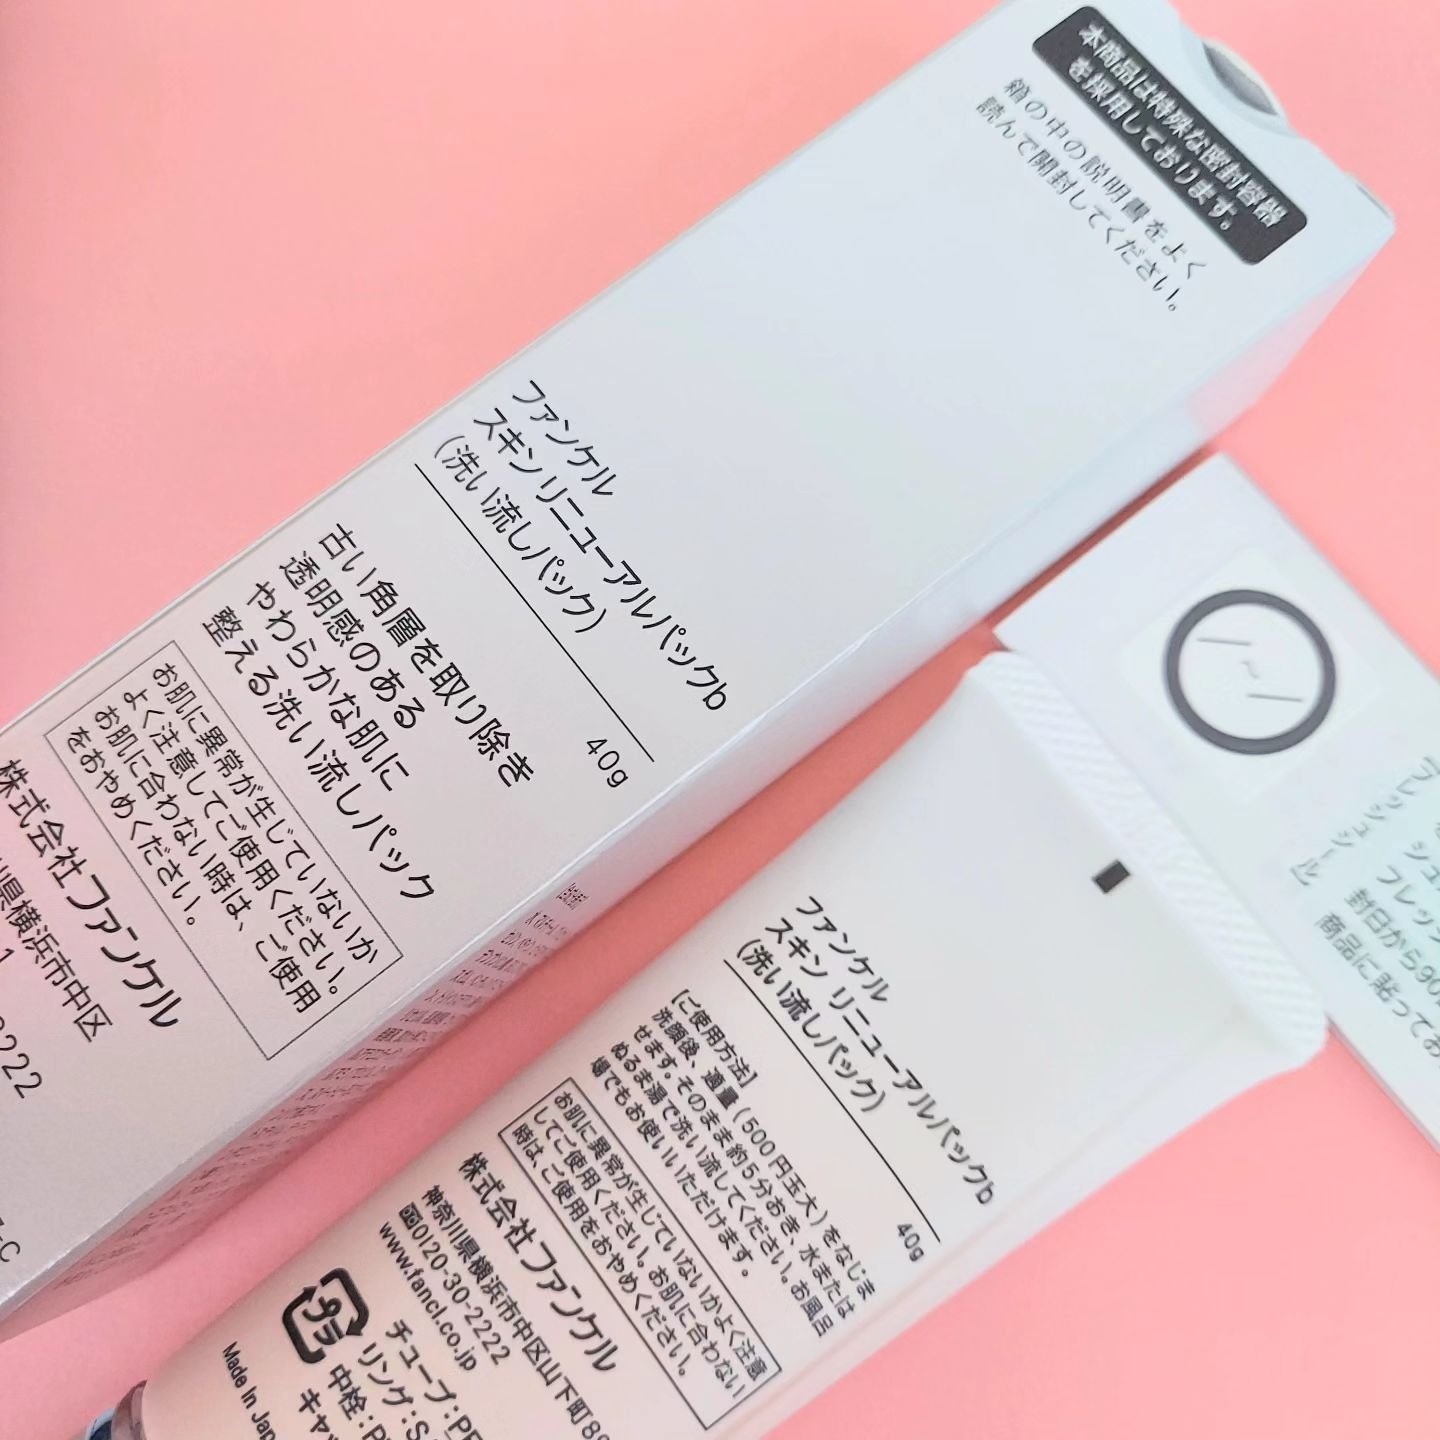 本商品は特殊な密封容器
を採用しております。
箱の中の説明書をよく
読んで開封してください。
ファンケル
スキンリニューアルパックb
(洗い流しパック)
40g
古い角層を取り除き
透明感のある
やわらかな肌に
整える洗い流しパック
お肌に異常が生じていないか
よく注意してご使用ください。
お肌に合わない時は、ご使用
をおやめください。
株式会社ファンケル
県横浜市中区
ファンケル
スキンリニューアルパックb
(洗い流しパック)
40g
[ご使用方法]
洗顔後、適量(500円玉大)をなじま
せます。そのまま約5分おき、水または
ぬるま湯で洗い流してください。お風呂
場でもお使いいただけます。
お肌に異常が生じていないかよく注意
してご使用ください。お肌に合わない
時は、ご使用をおやめください。
株式会社ファンケル
神奈川県横浜市中区山下町89
0120-30-2222
www.fancl.co.jp
プラ
チューブ:PE
リング:
中栓:P
キャ
Made in Jap
封日から90
商品に貼ってお